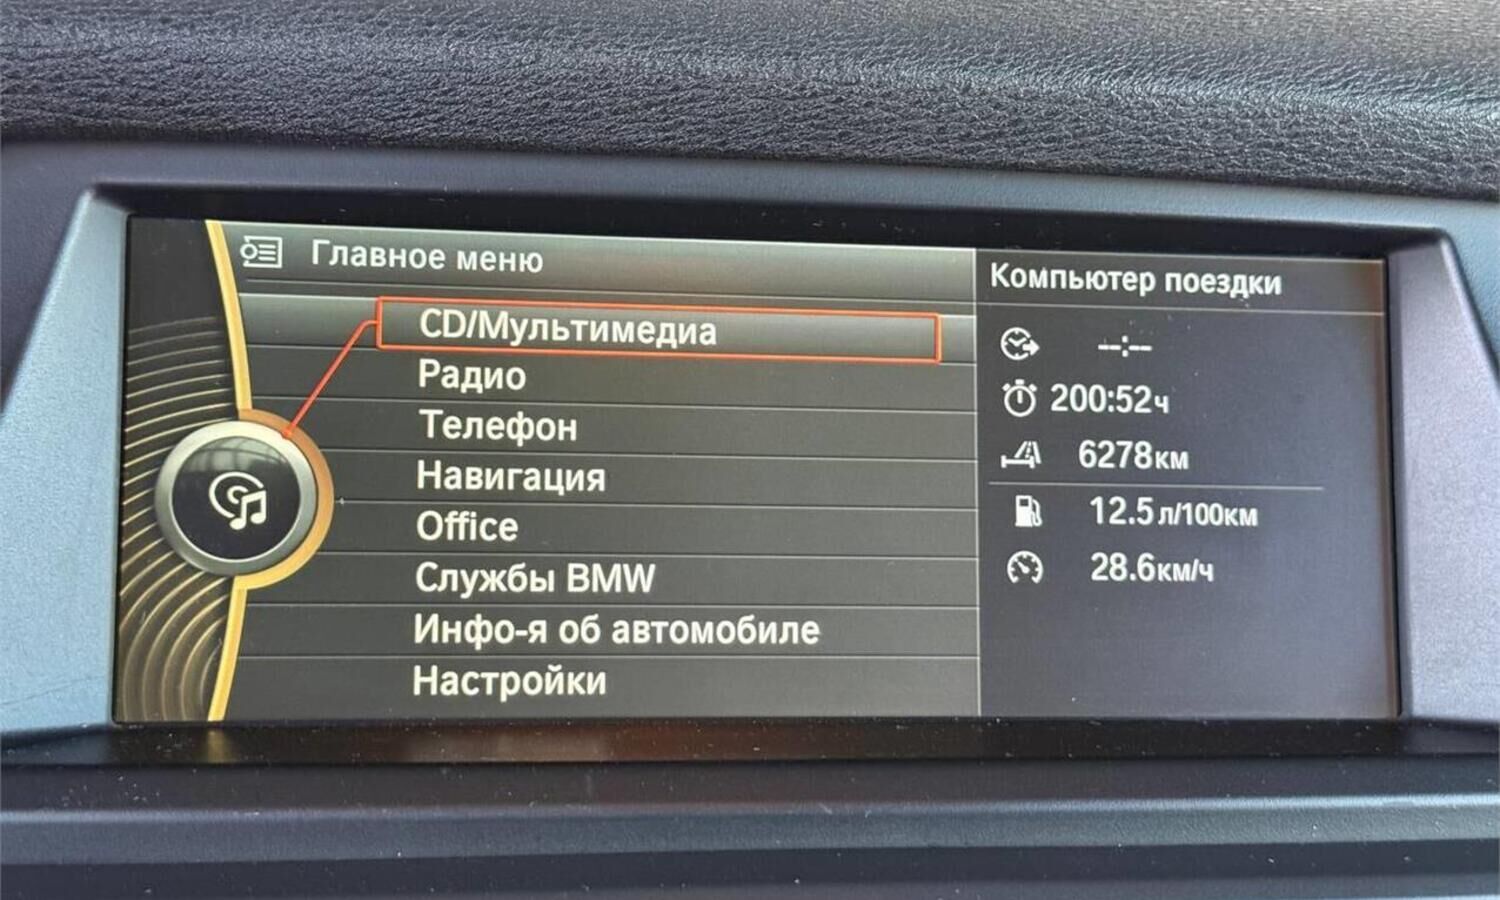 Главное меню
CD/Мультимедиа
Радио
Телефон
Навигация
Office
Службы BMW
Инфо-я об автомобиле
Настройки
Компьютер поездки
--:--
200:52ч
6278км
12.5л/100км
28.6км/ч